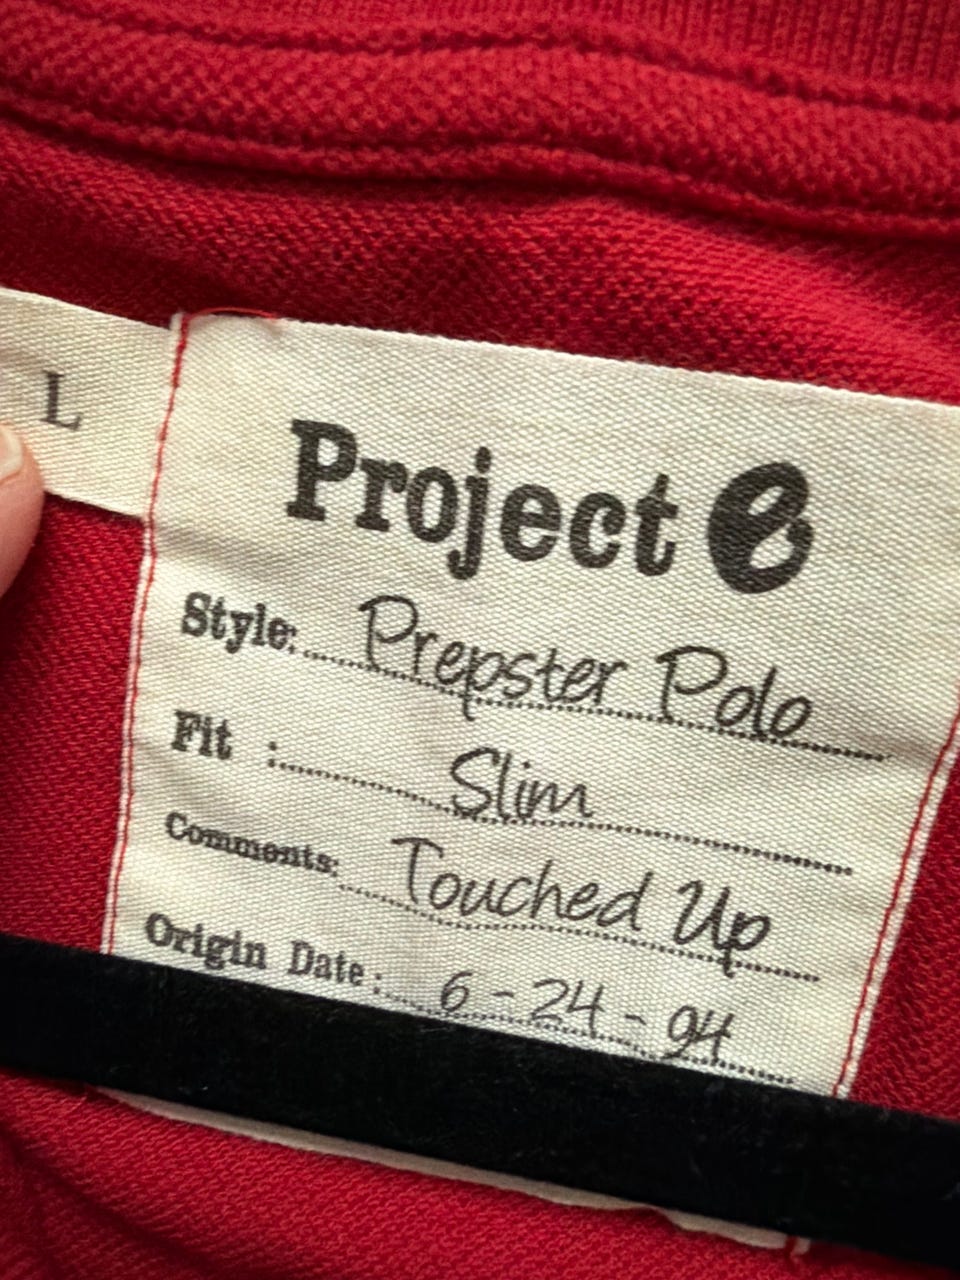 L
Project e
Style: Prepster Polo
Fit : Slim
Comments: Touched Up
Origin Date: 6-24-94